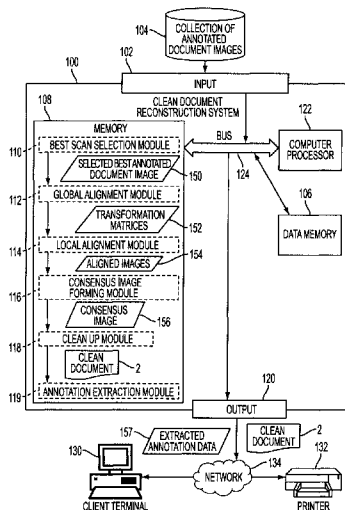 COLLECTION OF
ANNOTATED
DOCUMENT IMAGES
104
102
100
INPUT
CLEAN DOCUMENT
RECONSTRUCTION SYSTEM
108
MEMORY
110
BEST SCAN SELECTION MODULE
SELECTED BEST ANNOTATED
DOCUMENT IMAGE
150
112
GLOBAL ALIGNMENT MODULE
TRANSFORMATION
MATRICES
152
114
LOCAL ALIGNMENT MODULE
154
ALIGNED IMAGES
116
CONSENSUS IMAGE
FORMING MODULE
CONSENSUS
IMAGE
156
118
CLEAN UP MODULE
CLEAN
DOCUMENT
2
119
ANNOTATION EXTRACTION MODULE
BUS
124
122
COMPUTER
PROCESSOR
106
DATA MEMORY
120
OUTPUT
157
EXTRACTED
ANNOTATION DATA
CLEAN
DOCUMENT
2
130
134
132
NETWORK
CLIENT TERMINAL
PRINTER